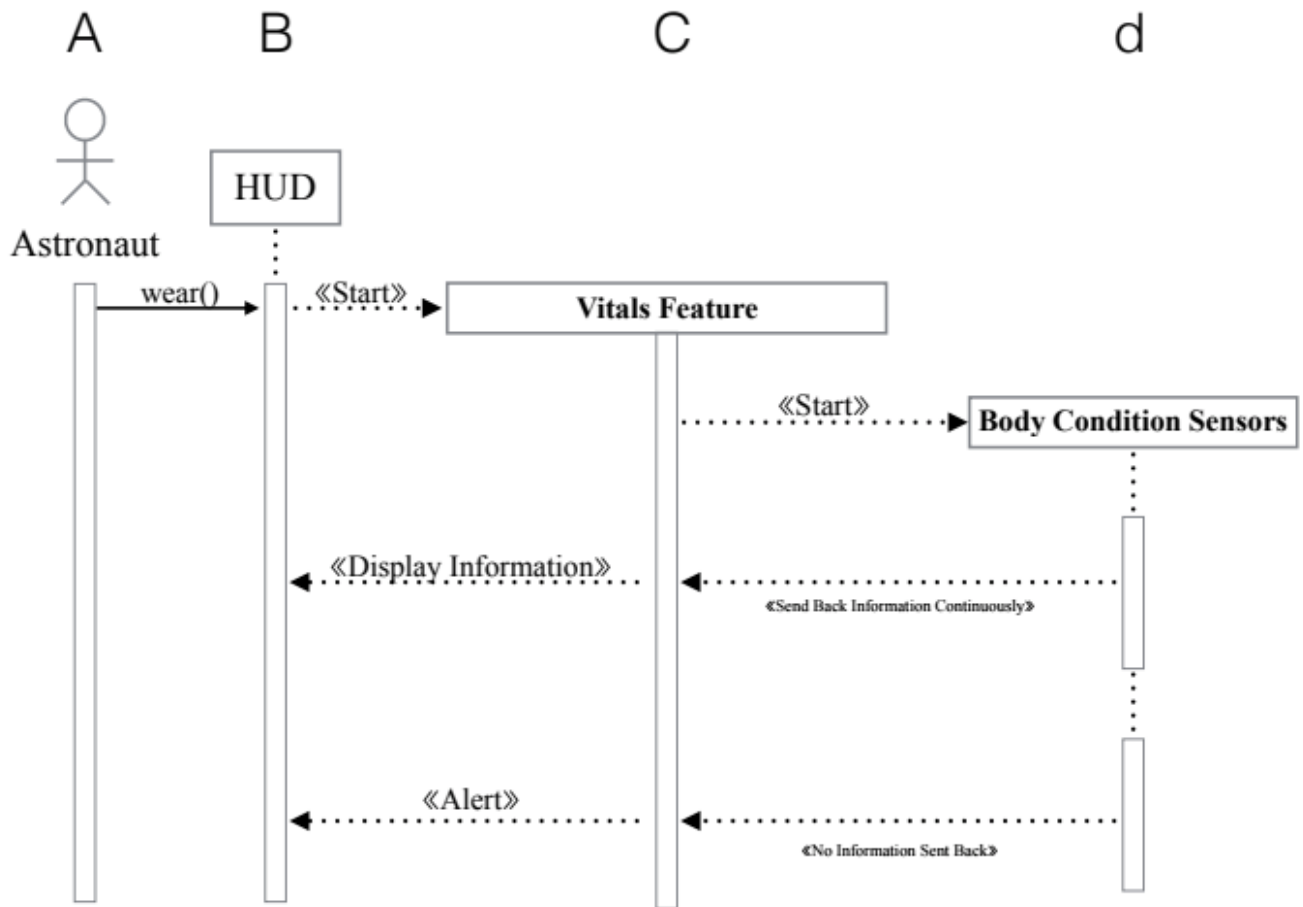 A B C d
HUD
Astronaut
wear() 《Start》 Vitals Feature
《Start》 Body Condition Sensors
《Display Information》
《Send Back Information Continuously》
《Alert》
《No Information Sent Back》